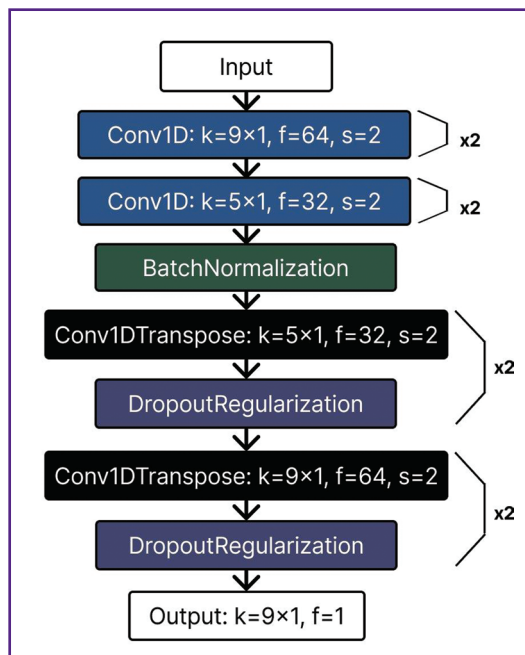 Input
Conv1D: k=9×1, f=64, s=2
x2
Conv1D: k=5×1, f=32, s=2
x2
BatchNormalization
Conv1DTranspose: k=5×1, f=32, s=2
x2
DropoutRegularization
Conv1DTranspose: k=9×1, f=64, s=2
x2
DropoutRegularization
Output: k=9×1, f=1